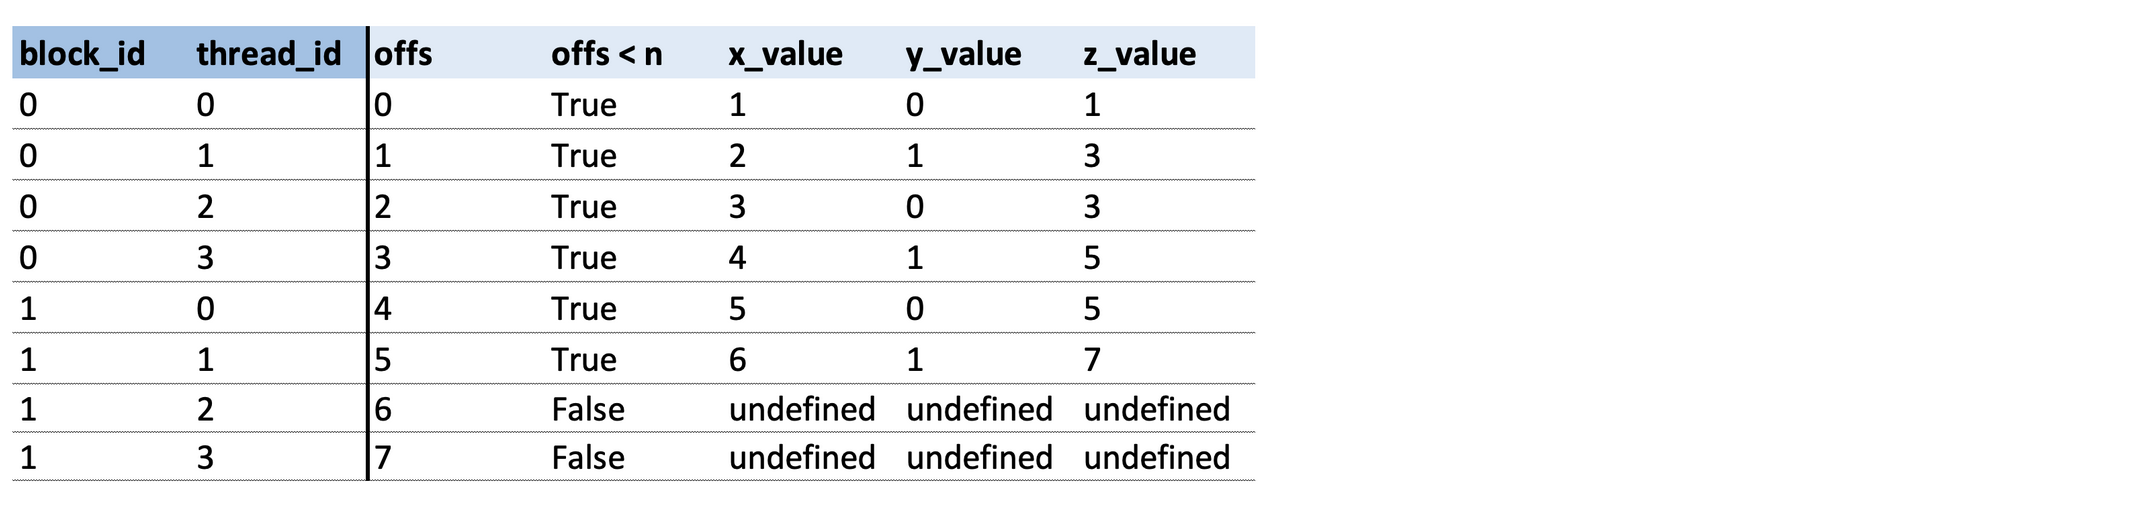 block_id thread_id offs offs < n x_value y_value z_value
0 0 0 True 1 0 1
0 1 1 True 2 1 3
0 2 2 True 3 0 3
0 3 3 True 4 1 5
1 0 4 True 5 0 5
1 1 5 True 6 1 7
1 2 6 False undefined undefined undefined
1 3 7 False undefined undefined undefined